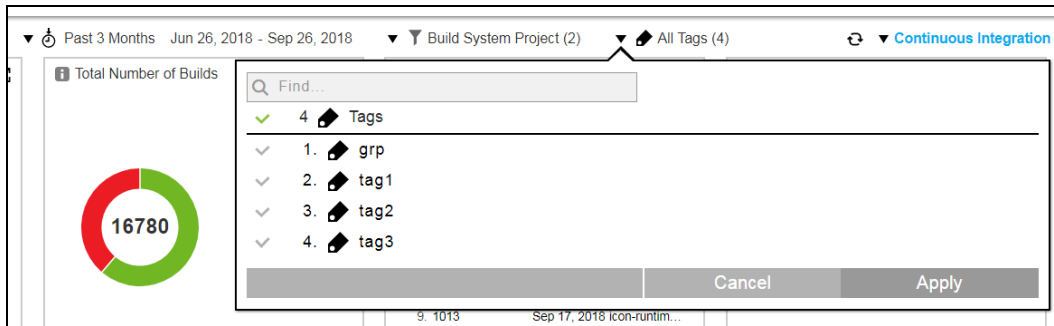 Past 3 Months Jun 26, 2018 - Sep 26, 2018 Build System Project (2) All Tags (4) Continuous Integration
Total Number of Builds
Find...
4 Tags
1. grp
2. tag1
3. tag2
4. tag3
16780
Cancel Apply
9. 1013 Sep 17, 2018 icon-runtim...